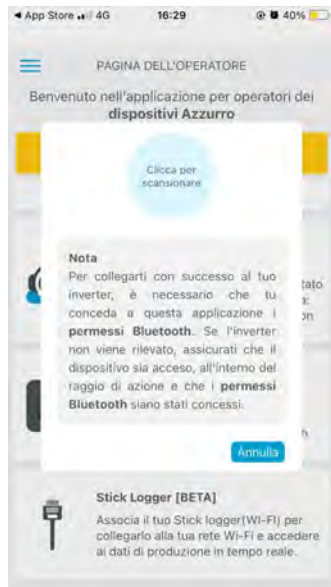 App Store 4G 16:29 40%
PAGINA DELL'OPERATORE
Benvenuto nell'applicazione per operatori dei
dispositivi Azzurro
Clicca per
scansionare
Nota
Per collegarti con successo al tuo
inverter, è necessario che tu
conceda a questa applicazione i
permessi Bluetooth. Se l'inverter
non viene rilevato, assicurati che il
dispositivo sia acceso, all'interno del
raggio di azione e che i permessi
Bluetooth siano stati concessi.
Annulla
Stick Logger [BETA]
Associa il tuo Stick logger(WI-FI) per
collegarlo alla tua rete Wi-Fi e accedere
ai dati di produzione in tempo reale.